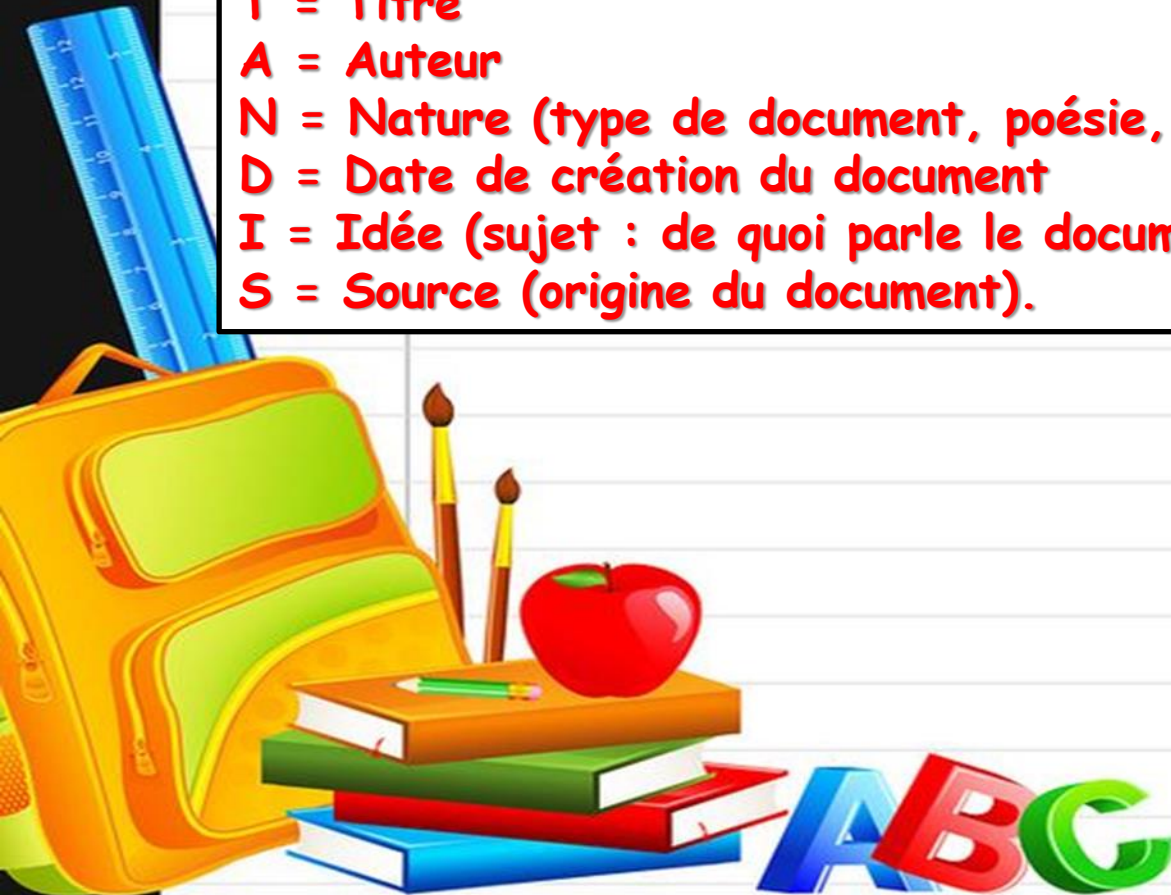 T = Titre
A = Auteur
N = Nature (type de document, poésie,
D = Date de création du document
I = Idée (sujet : de quoi parle le docum
S = Source (origine du document).
ABC